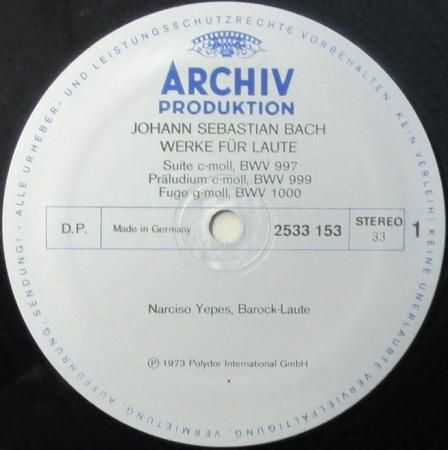 ALLE URHEBER- UND LEISTUNGSSCHUTZRECHTE VORBEHALTEN. KEIN VERLEIH! KEINE UNERLAUBTE VERVIELFÄLTIGUNG, VERMIETUNG, AUFFÜHRUNG, SENDUNG!
ARCHIV
PRODUKTION
JOHANN SEBASTIAN BACH
WERKE FÜR LAUTE
Suite c-moll, BWV 997
Präludium c-moll, BWV 999
Fuge g-moll, BWV 1000
D.P. Made in Germany 2533 153 STEREO 33 1
Narciso Yepes, Barock-Laute
℗ 1973 Polydor International GmbH